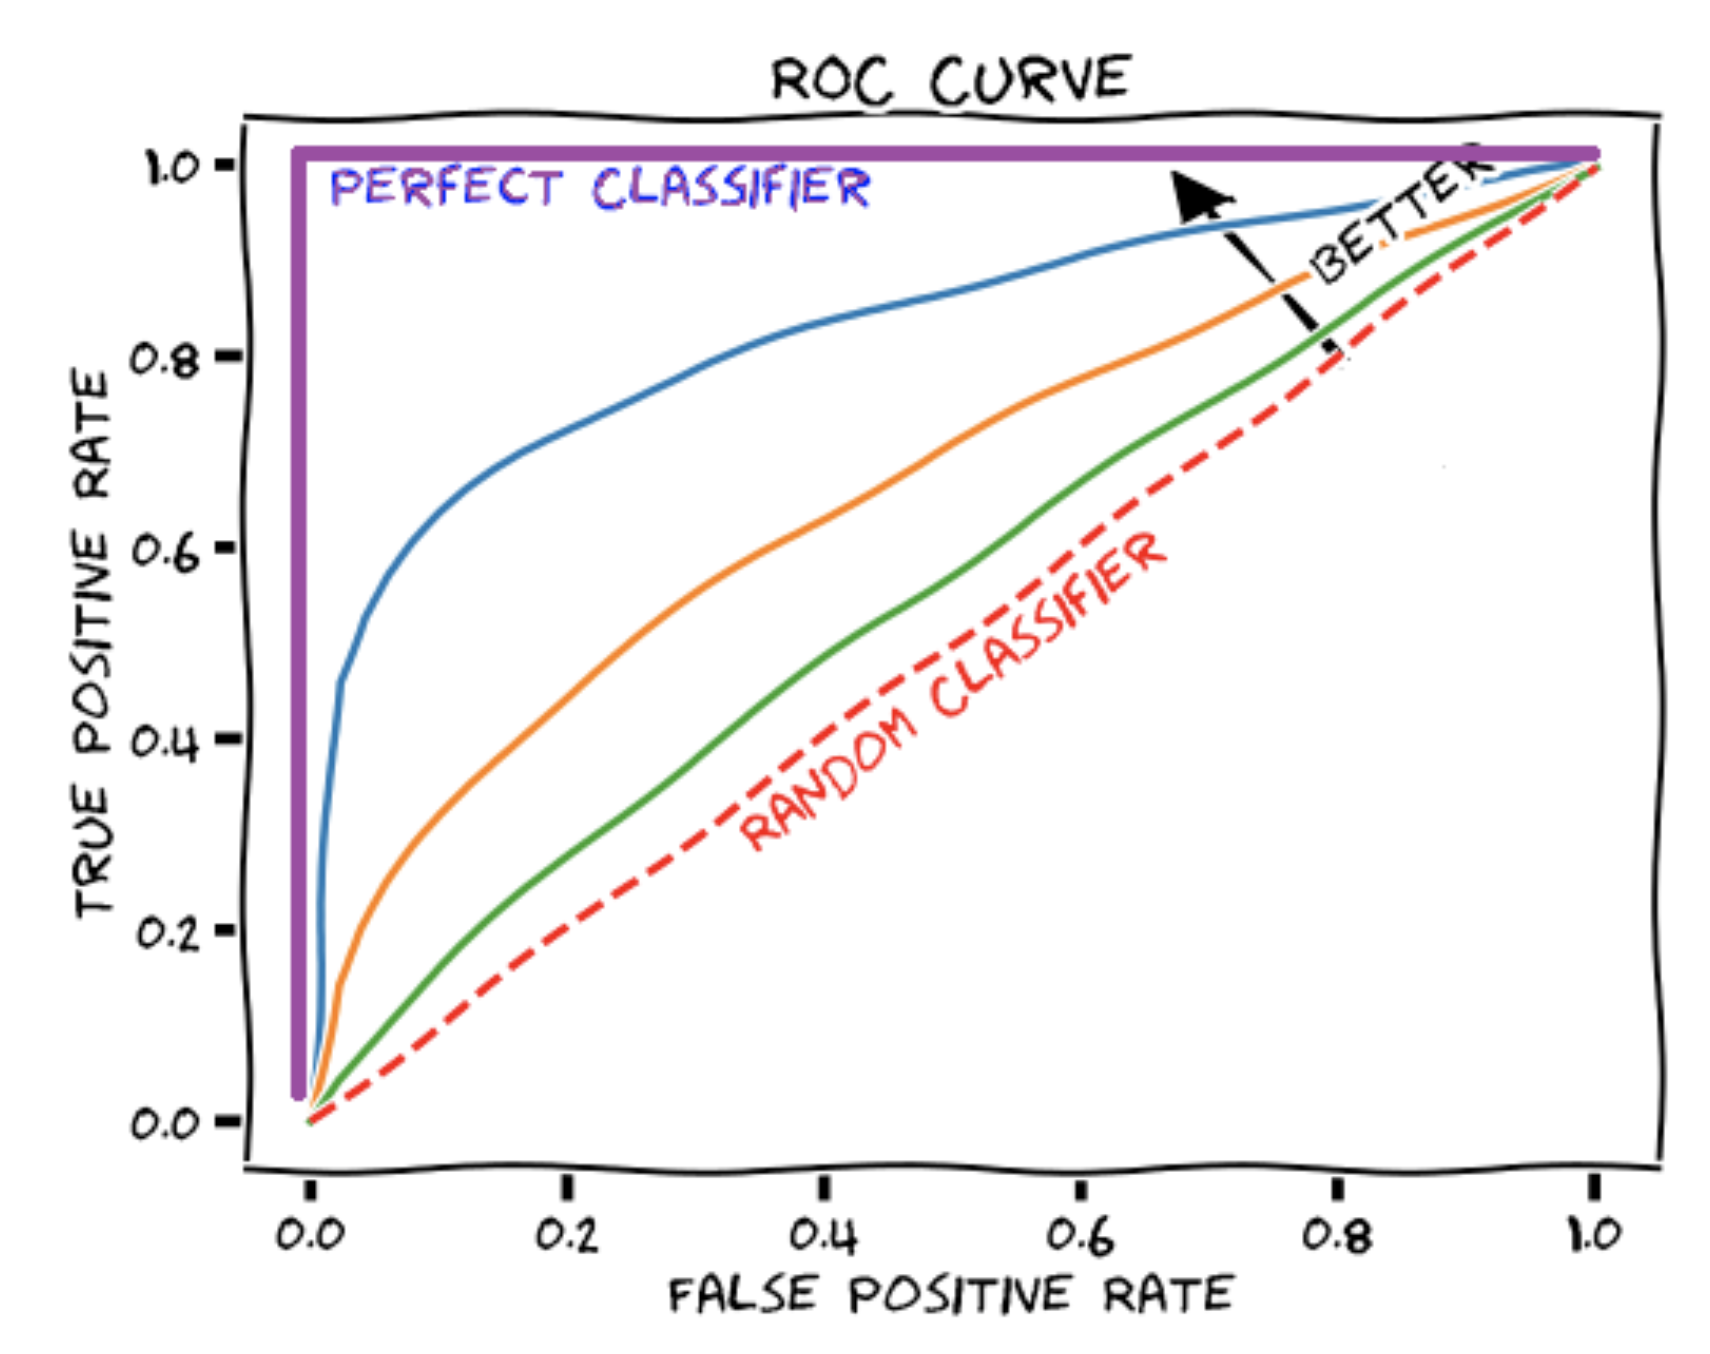 ROC CURVE
1.0
0.8
0.6
0.4
0.2
0.0
TRUE POSITIVE RATE
PERFECT CLASSIFIER
BETTER
RANDOM CLASSIFIER
0.0 0.2 0.4 0.6 0.8 1.0
FALSE POSITIVE RATE